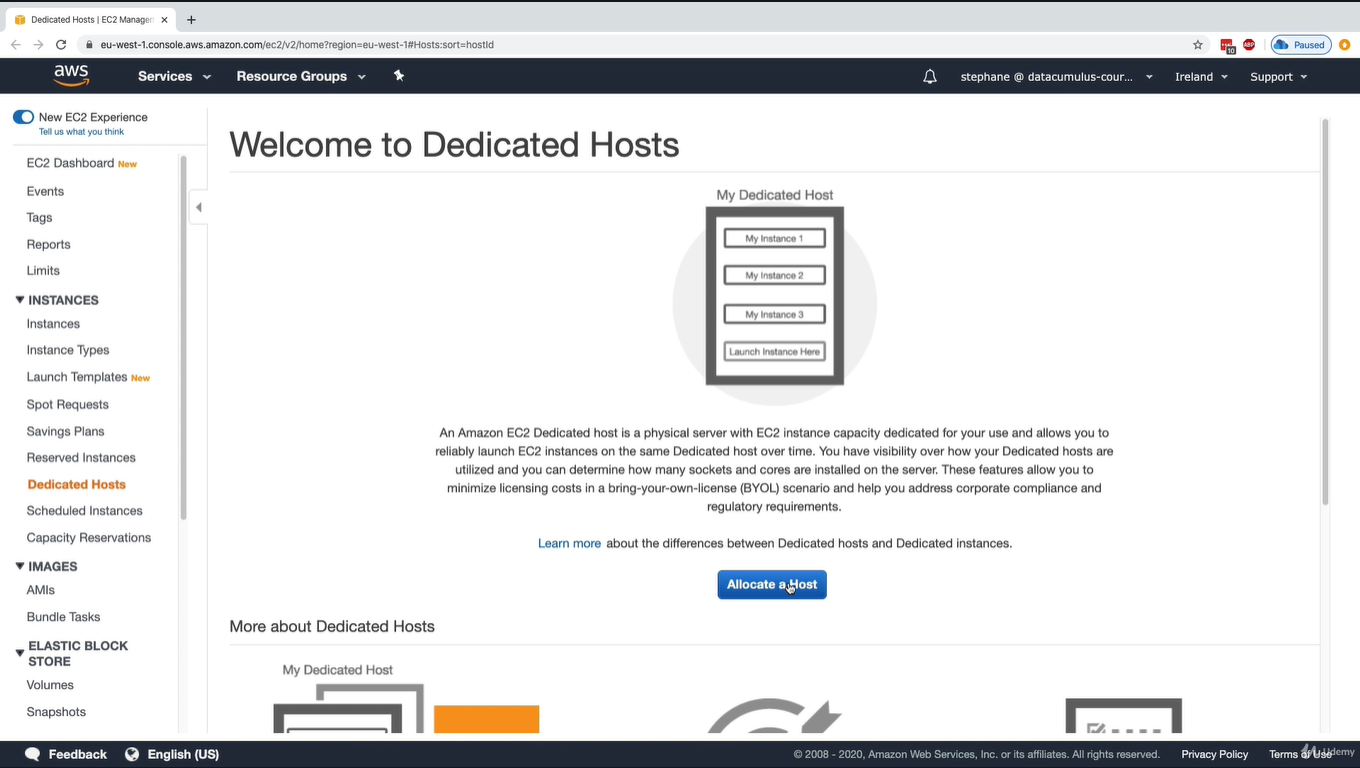 Dedicated Hosts | EC2 Managem
eu-west-1.console.aws.amazon.com/ec2/v2/home?region=eu-west-1#Hosts:sort=hostId
10
ABP
Paused
aws
Services
Resource Groups
stephane @ datacumulus-cour...
Ireland
Support
New EC2 Experience
Tell us what you think
EC2 Dashboard New
Events
Tags
Reports
Limits
INSTANCES
Instances
Instance Types
Launch Templates New
Spot Requests
Savings Plans
Reserved Instances
Dedicated Hosts
Scheduled Instances
Capacity Reservations
IMAGES
AMIs
Bundle Tasks
ELASTIC BLOCK
STORE
Volumes
Snapshots
Welcome to Dedicated Hosts
My Dedicated Host
My Instance 1
My Instance 2
My Instance 3
Launch Instance Here
An Amazon EC2 Dedicated host is a physical server with EC2 instance capacity dedicated for your use and allows you to
reliably launch EC2 instances on the same Dedicated host over time. You have visibility over how your Dedicated hosts are
utilized and you can determine how many sockets and cores are installed on the server. These features allow you to
minimize licensing costs in a bring-your-own-license (BYOL) scenario and help you address corporate compliance and
regulatory requirements.
Learn more about the differences between Dedicated hosts and Dedicated instances.
Allocate a Host
More about Dedicated Hosts
My Dedicated Host
Feedback
English (US)
© 2008 - 2020, Amazon Web Services, Inc. or its affiliates. All rights reserved.
Privacy Policy
Terms of Use
Udemy